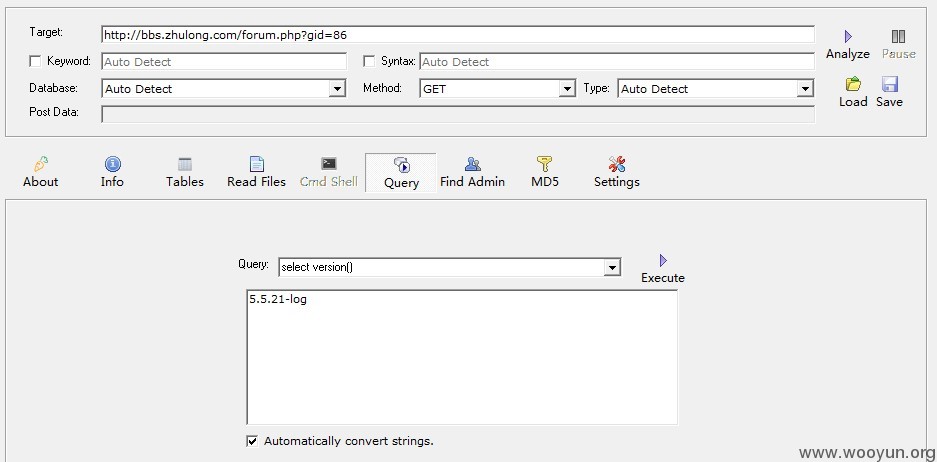 Target: http://bbs.zhulong.com/forum.php?gid=86
Analyze Pause
Keyword: Auto Detect Syntax: Auto Detect
Database: Auto Detect Method: GET Type: Auto Detect
Load Save
Post Data:
About Info Tables Read Files Cmd Shell Query Find Admin MD5 Settings
Query: select version()
Execute
5.5.21-log
Automatically convert strings.
www.wooyun.org